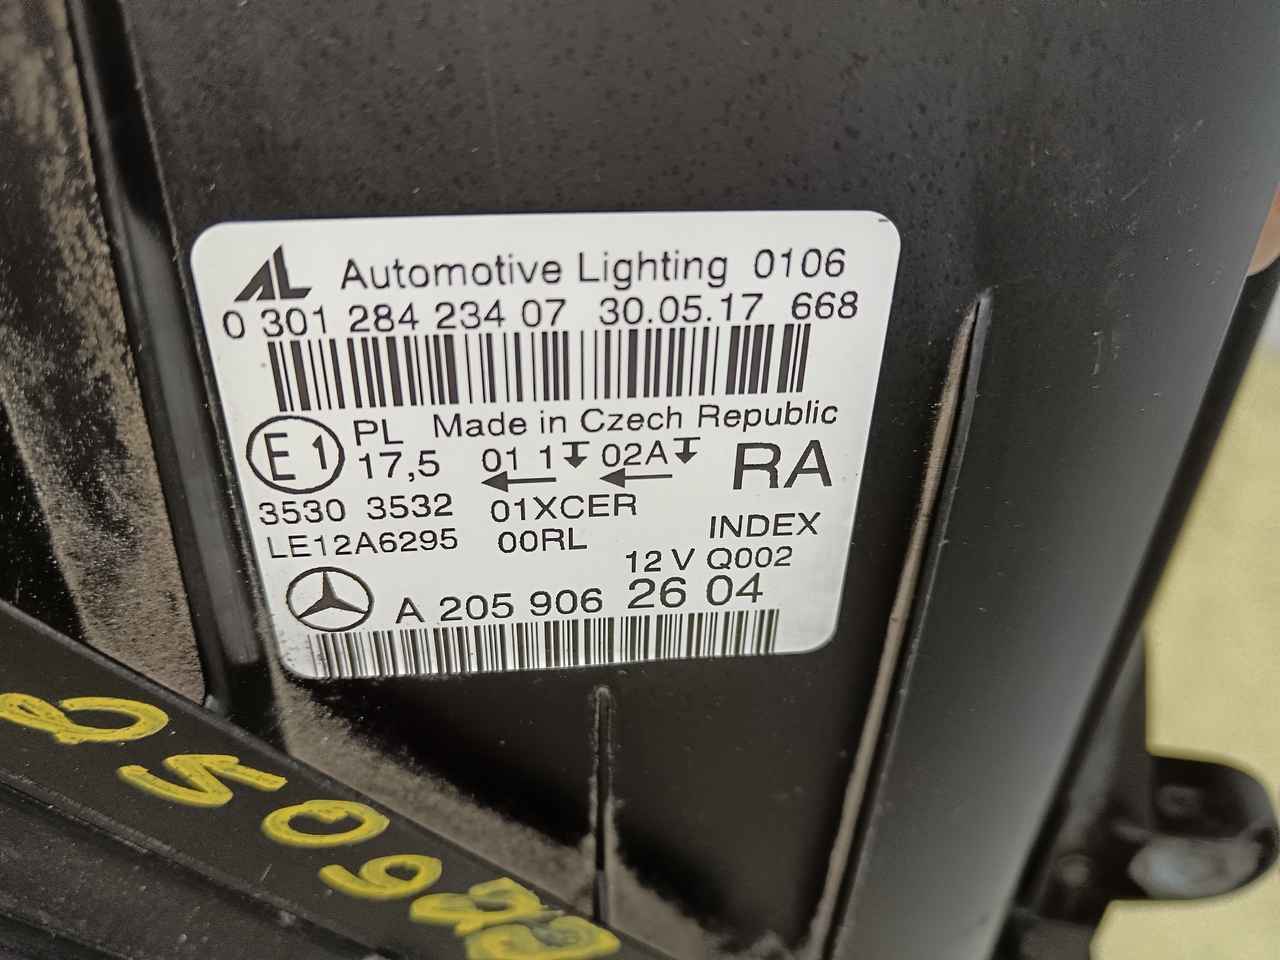 AL Automotive Lighting 0106
0 301 284 234 07 30.05.17 668
E1 PL Made in Czech Republic
17,5 01 1 02A RA
3530 3532 01XCER
LE12A6295 00RL INDEX
12 V Q002
A 205 906 26 04